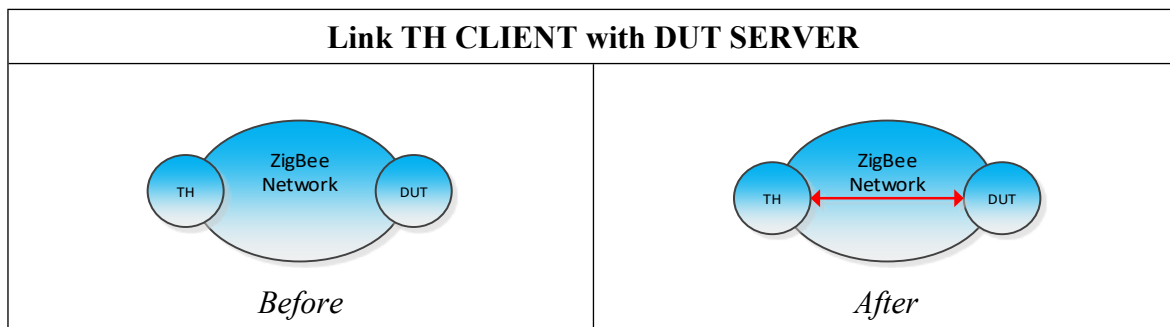 Link TH CLIENT with DUT SERVER
ZigBee
Network
TH
DUT
Before
ZigBee
Network
TH
DUT
After